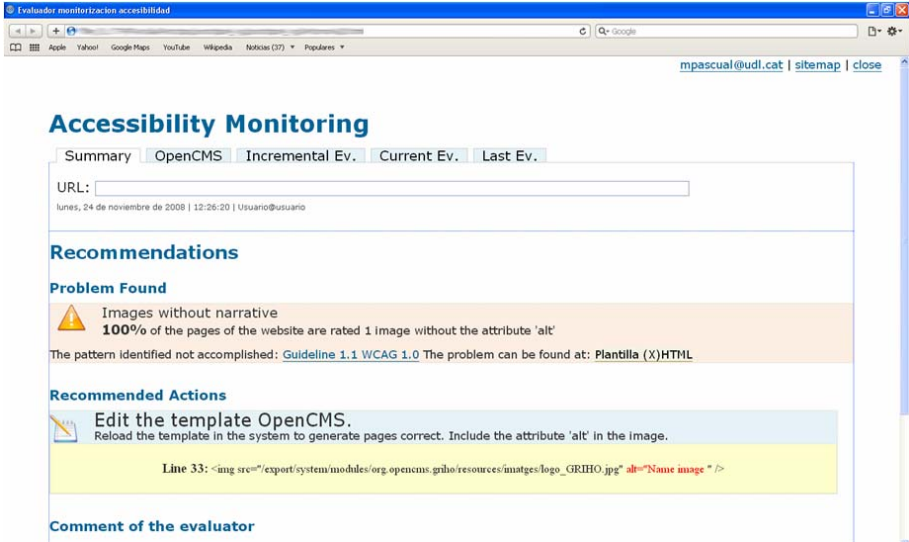 Evaluador monitorizacion accesibilidad
Google
Apple Yahoo! Google Maps YouTube Wikipedia Noticias (37) Populares
mpascual@udl.cat | sitemap | close
Accessibility Monitoring
Summary OpenCMS Incremental Ev. Current Ev. Last Ev.
URL:
lunes, 24 de noviembre de 2008 | 12:26:20 | Usuario@usuario
Recommendations
Problem Found
Images without narrative
100% of the pages of the website are rated 1 image without the attribute 'alt'
The pattern identified not accomplished: Guideline 1.1 WCAG 1.0 The problem can be found at: Plantilla (X)HTML
Recommended Actions
Edit the template OpenCMS.
Reload the template in the system to generate pages correct. Include the attribute 'alt' in the image.
Line 33: <img src="/export/system/modules/org.opencms.griho/resources/imatges/logo_GRIHO.jpg" alt="Name image " />
Comment of the evaluator